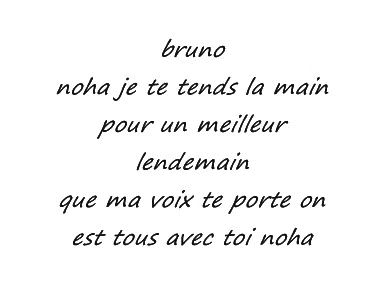 bruno
noha je te tends la main
pour un meilleur
lendemain
que ma voix te porte on
est tous avec toi noha